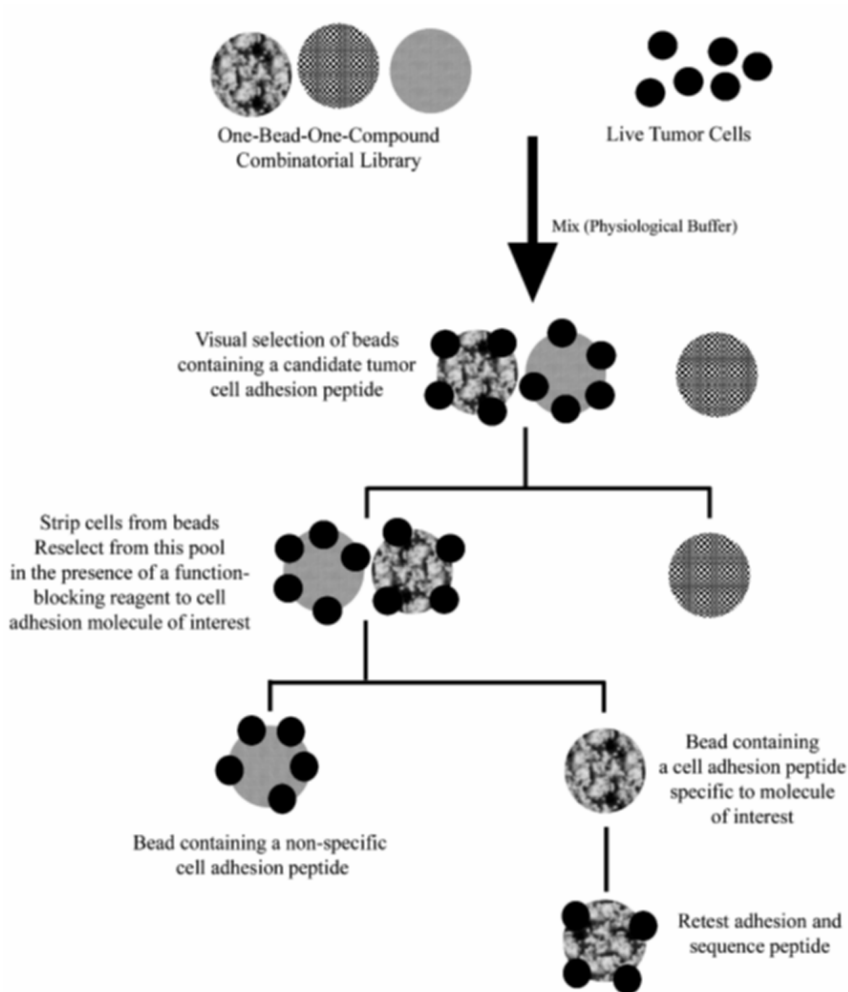 One-Bead-One-Compound
Combinatorial Library
Live Tumor Cells
Mix (Physiological Buffer)
Visual selection of beads
containing a candidate tumor
cell adhesion peptide
Strip cells from beads
Reselect from this pool
in the presence of a function-
blocking reagent to cell
adhesion molecule of interest
Bead containing
a cell adhesion peptide
specific to molecule
of interest
Bead containing a non-specific
cell adhesion peptide
Retest adhesion and
sequence peptide